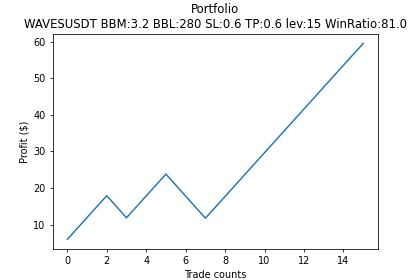 Portfolio
WAVESUSDT BBM:3.2 BBL:280 SL:0.6 TP:0.6 lev:15 WinRatio:81.0
60
50
40
30
20
10
Profit ($)
0 2 4 6 8 10 12 14
Trade counts